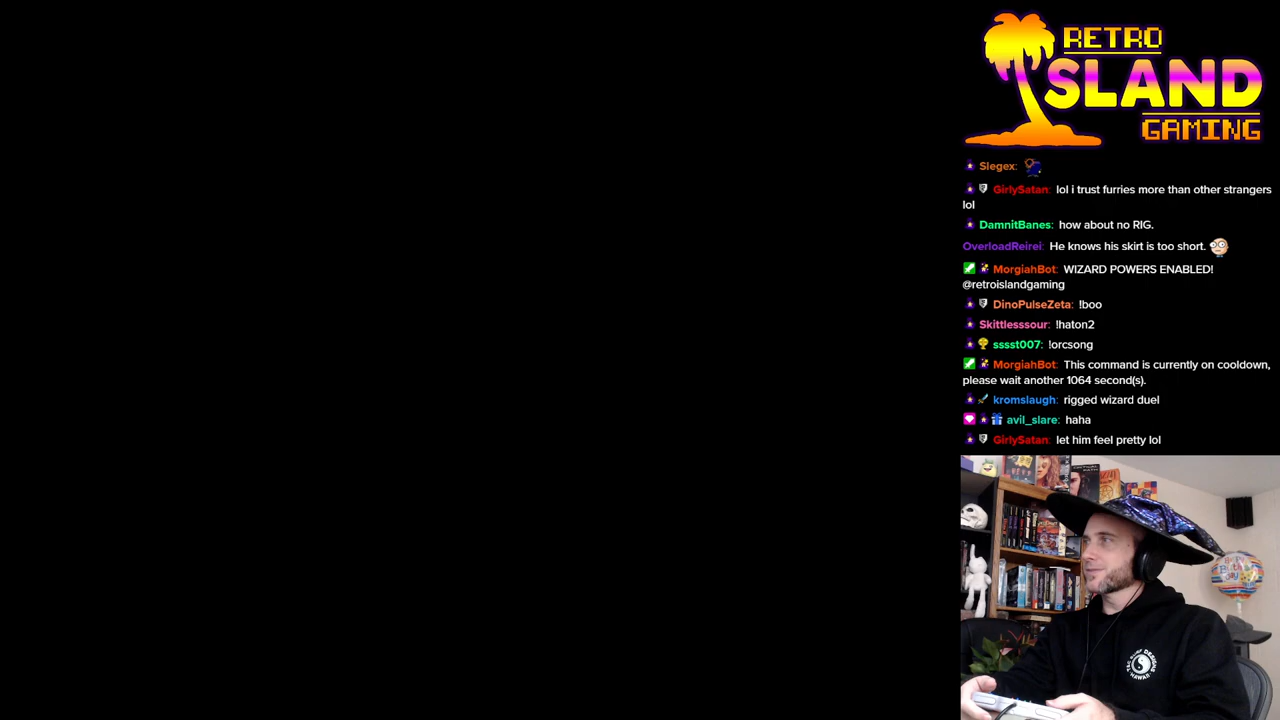 RETRO
ISLAND
GAMING
Slegex:
GirlySatan: lol i trust furries more than other strangers
lol
DamnitBanes: how about no RIG.
OverloadReirei: He knows his skirt is too short.
MorgiahBot: WIZARD POWERS ENABLED!
@retroislandgaming
DinoPulseZeta: !boo
Skittlesssour: !haton2
sssst007: !orcsong
MorgiahBot: This command is currently on cooldown,
please wait another 1064 second(s).
kromslaugh: rigged wizard duel
avil_slare: haha
GirlySatan: let him feel pretty lol